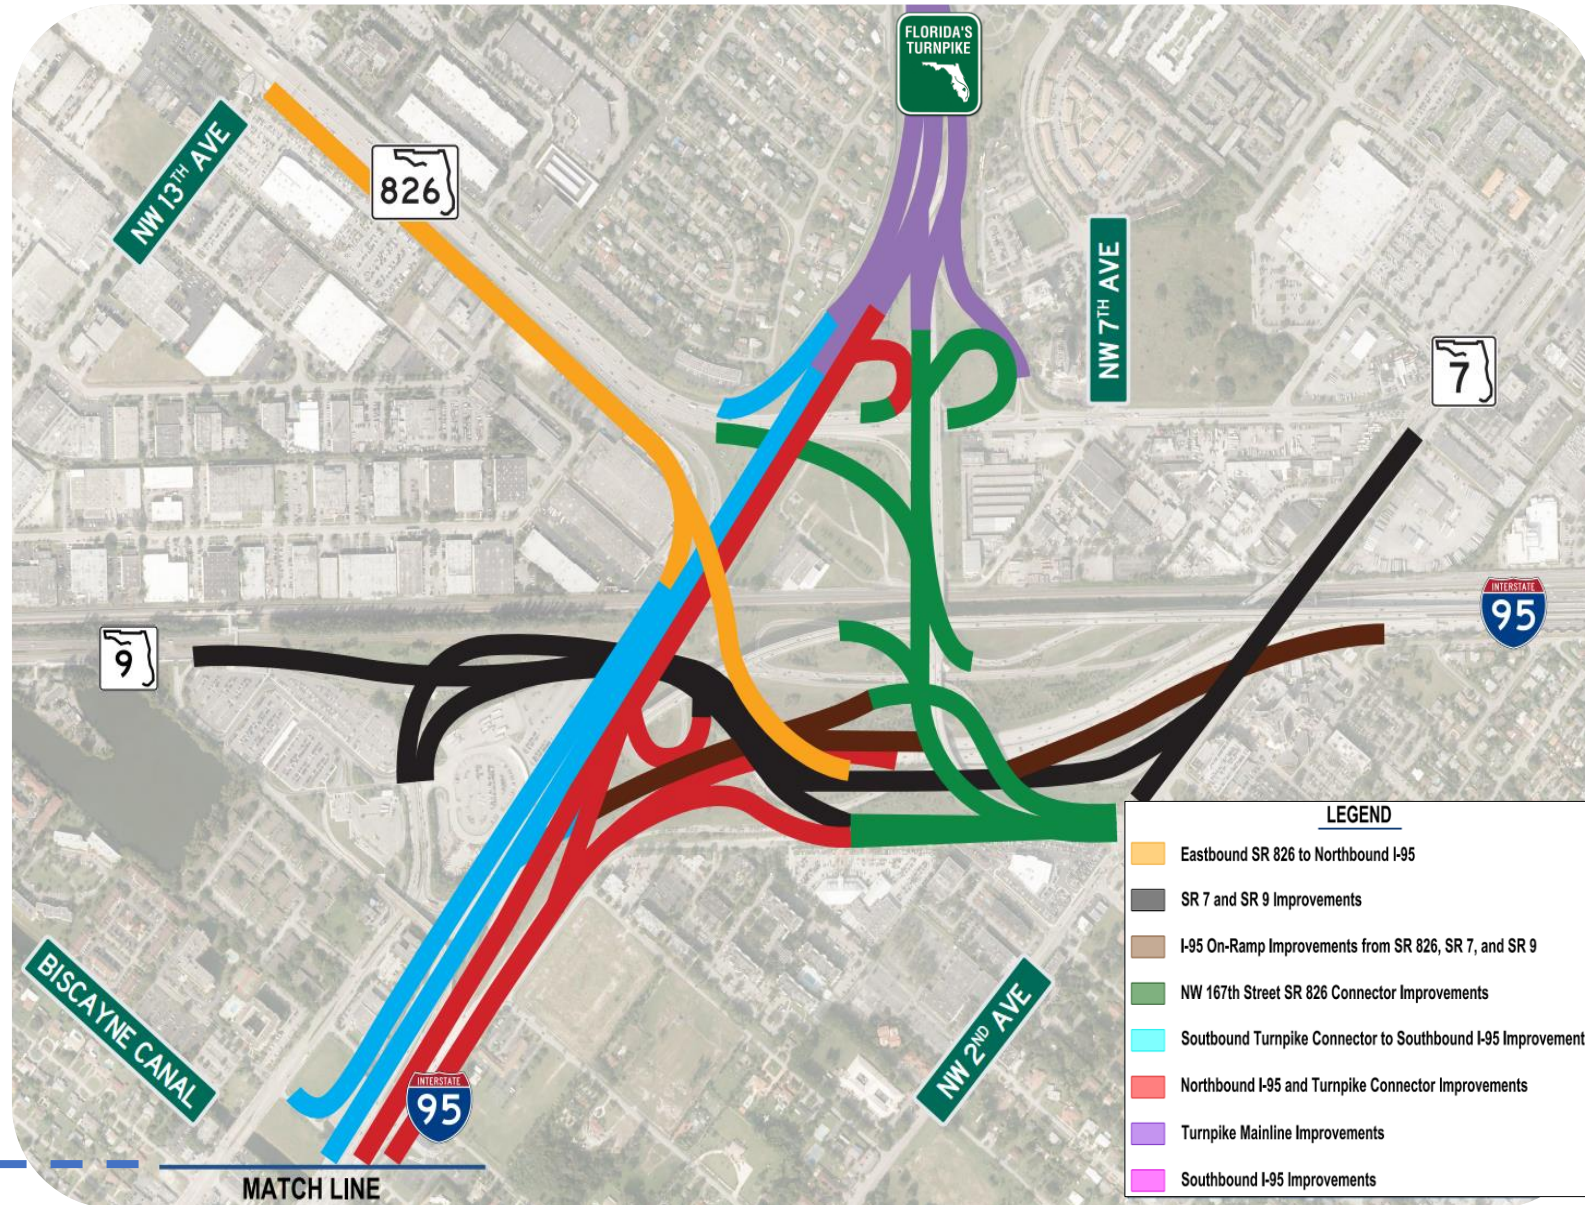 FLORIDA'S
TURNPIKE
NW 13TH AVE
826
NW 7TH AVE
7
INTERSTATE
95
9
BISCAYNE CANAL
NW 2ND AVE
INTERSTATE
95
MATCH LINE
LEGEND
Eastbound SR 826 to Northbound I-95
SR 7 and SR 9 Improvements
I-95 On-Ramp Improvements from SR 826, SR 7, and SR 9
NW 167th Street SR 826 Connector Improvements
Soutbound Turnpike Connector to Southbound I-95 Improvement
Northbound I-95 and Turnpike Connector Improvements
Turnpike Mainline Improvements
Southbound I-95 Improvements